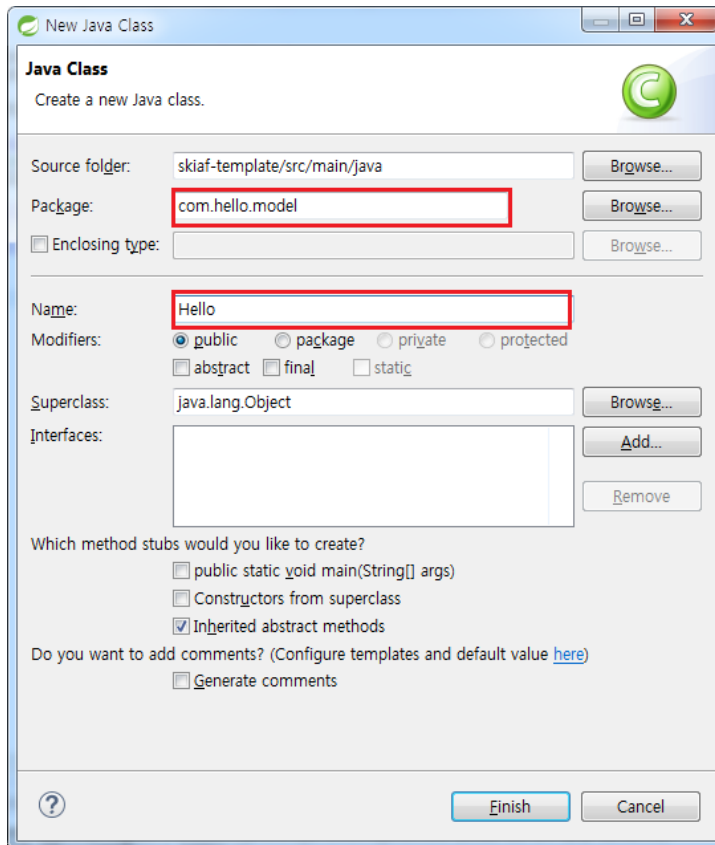 New Java Class
Java Class
Create a new Java class.
Source folder: skiaf-template/src/main/java Browse...
Package: com.hello.model Browse...
Enclosing type: Browse...
Name: Hello
Modifiers: public package private protected
abstract final static
Superclass: java.lang.Object Browse...
Interfaces: Add...
Remove
Which method stubs would you like to create?
public static void main(String[] args)
Constructors from superclass
Inherited abstract methods
Do you want to add comments? (Configure templates and default value here)
Generate comments
Finish Cancel